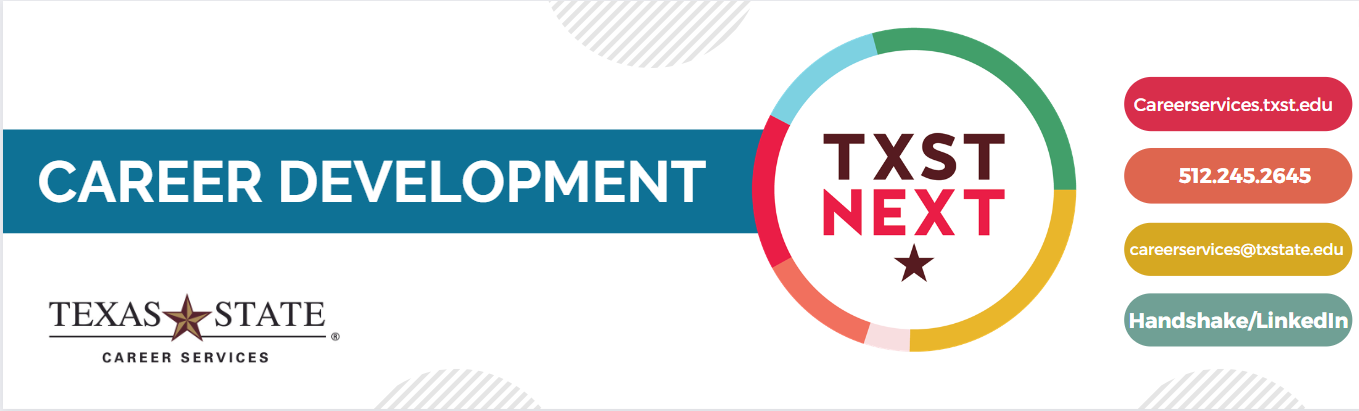 CAREER DEVELOPMENT
TEXAS STATE®
CAREER SERVICES
TXST
NEXT
Careerservices.txst.edu
512.245.2645
careerservices@txstate.edu
Handshake/LinkedIn